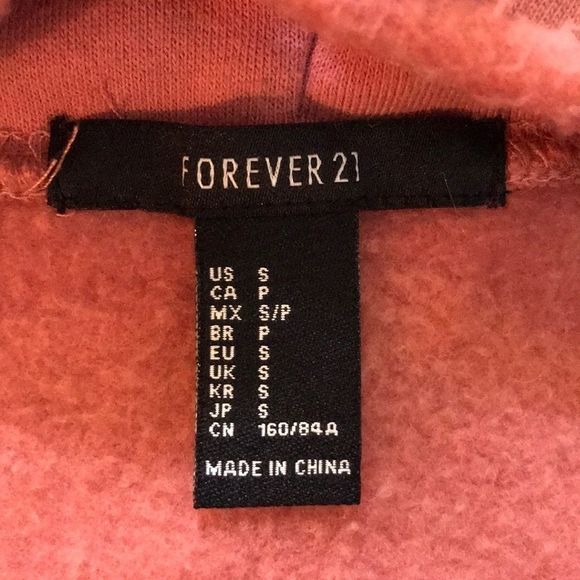 FOREVER 21
US S
CA P
MX S/P
BR P
EU S
UK S
KR S
JP S
CN 160/84A
MADE IN CHINA